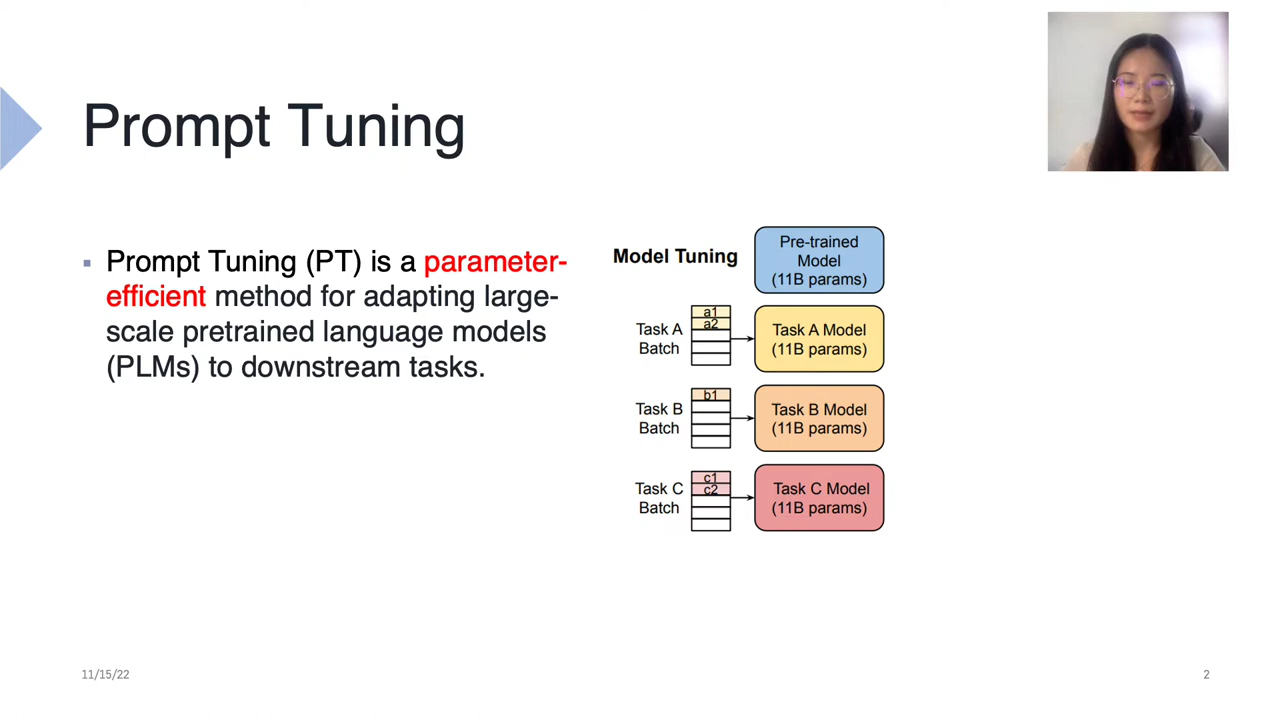 Prompt Tuning
▪ Prompt Tuning (PT) is a parameter-
efficient method for adapting large-
scale pretrained language models
(PLMs) to downstream tasks.
Model Tuning
Pre-trained
Model
(11B params)
Task A
Batch
a1
a2
Task A Model
(11B params)
Task B
Batch
b1
Task B Model
(11B params)
Task C
Batch
c1
c2
Task C Model
(11B params)
11/15/22
2